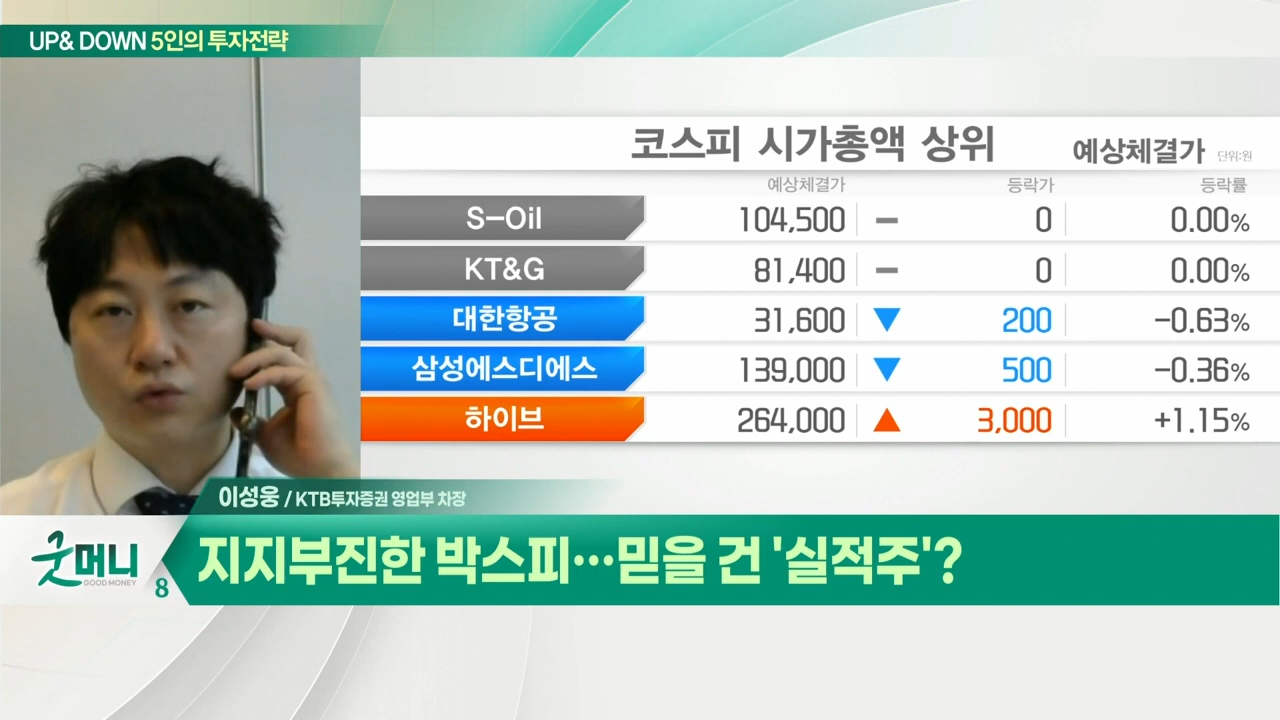 UP& DOWN 5인의 투자전략
코스피 시가총액 상위 예상체결가 단위:원
예상체결가 등락가 등락률
S-Oil 104,500 - 0 0.00%
KT&G 81,400 - 0 0.00%
대한항공 31,600 ▼ 200 -0.63%
삼성에스디에스 139,000 ▼ 500 -0.36%
하이브 264,000 ▲ 3,000 +1.15%
이성웅 / KTB투자증권 영업부 차장
굿머니
GOOD MONEY
8
지지부진한 박스피…믿을 건 '실적주'?